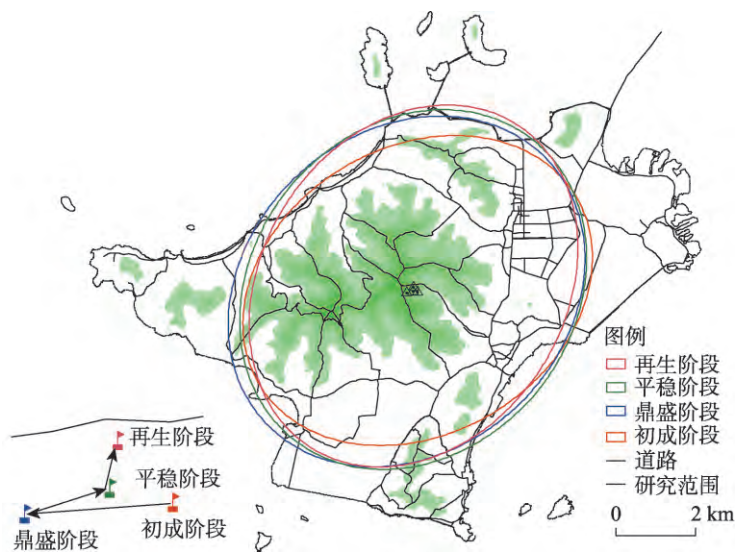 图例
再生阶段
平稳阶段
鼎盛阶段
初成阶段
道路
研究范围
0 2 km
再生阶段
平稳阶段
鼎盛阶段
初成阶段